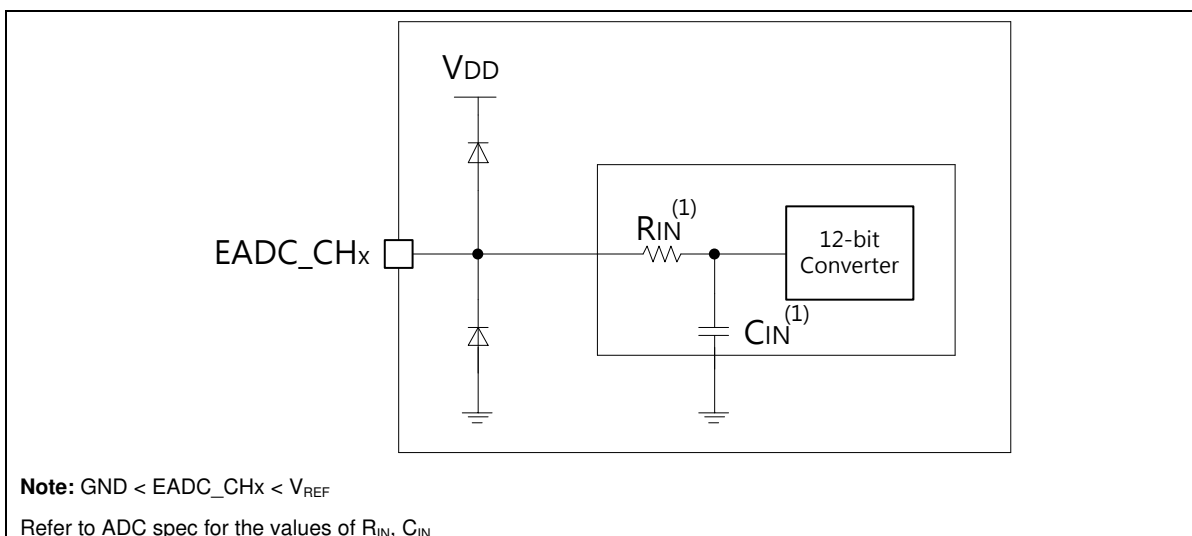 VDD
EADC_CHx
RIN(1)
12-bit
Converter
CIN(1)
Note: GND < EADC_CHx < VREF
Refer to ADC spec for the values of RIN, CIN